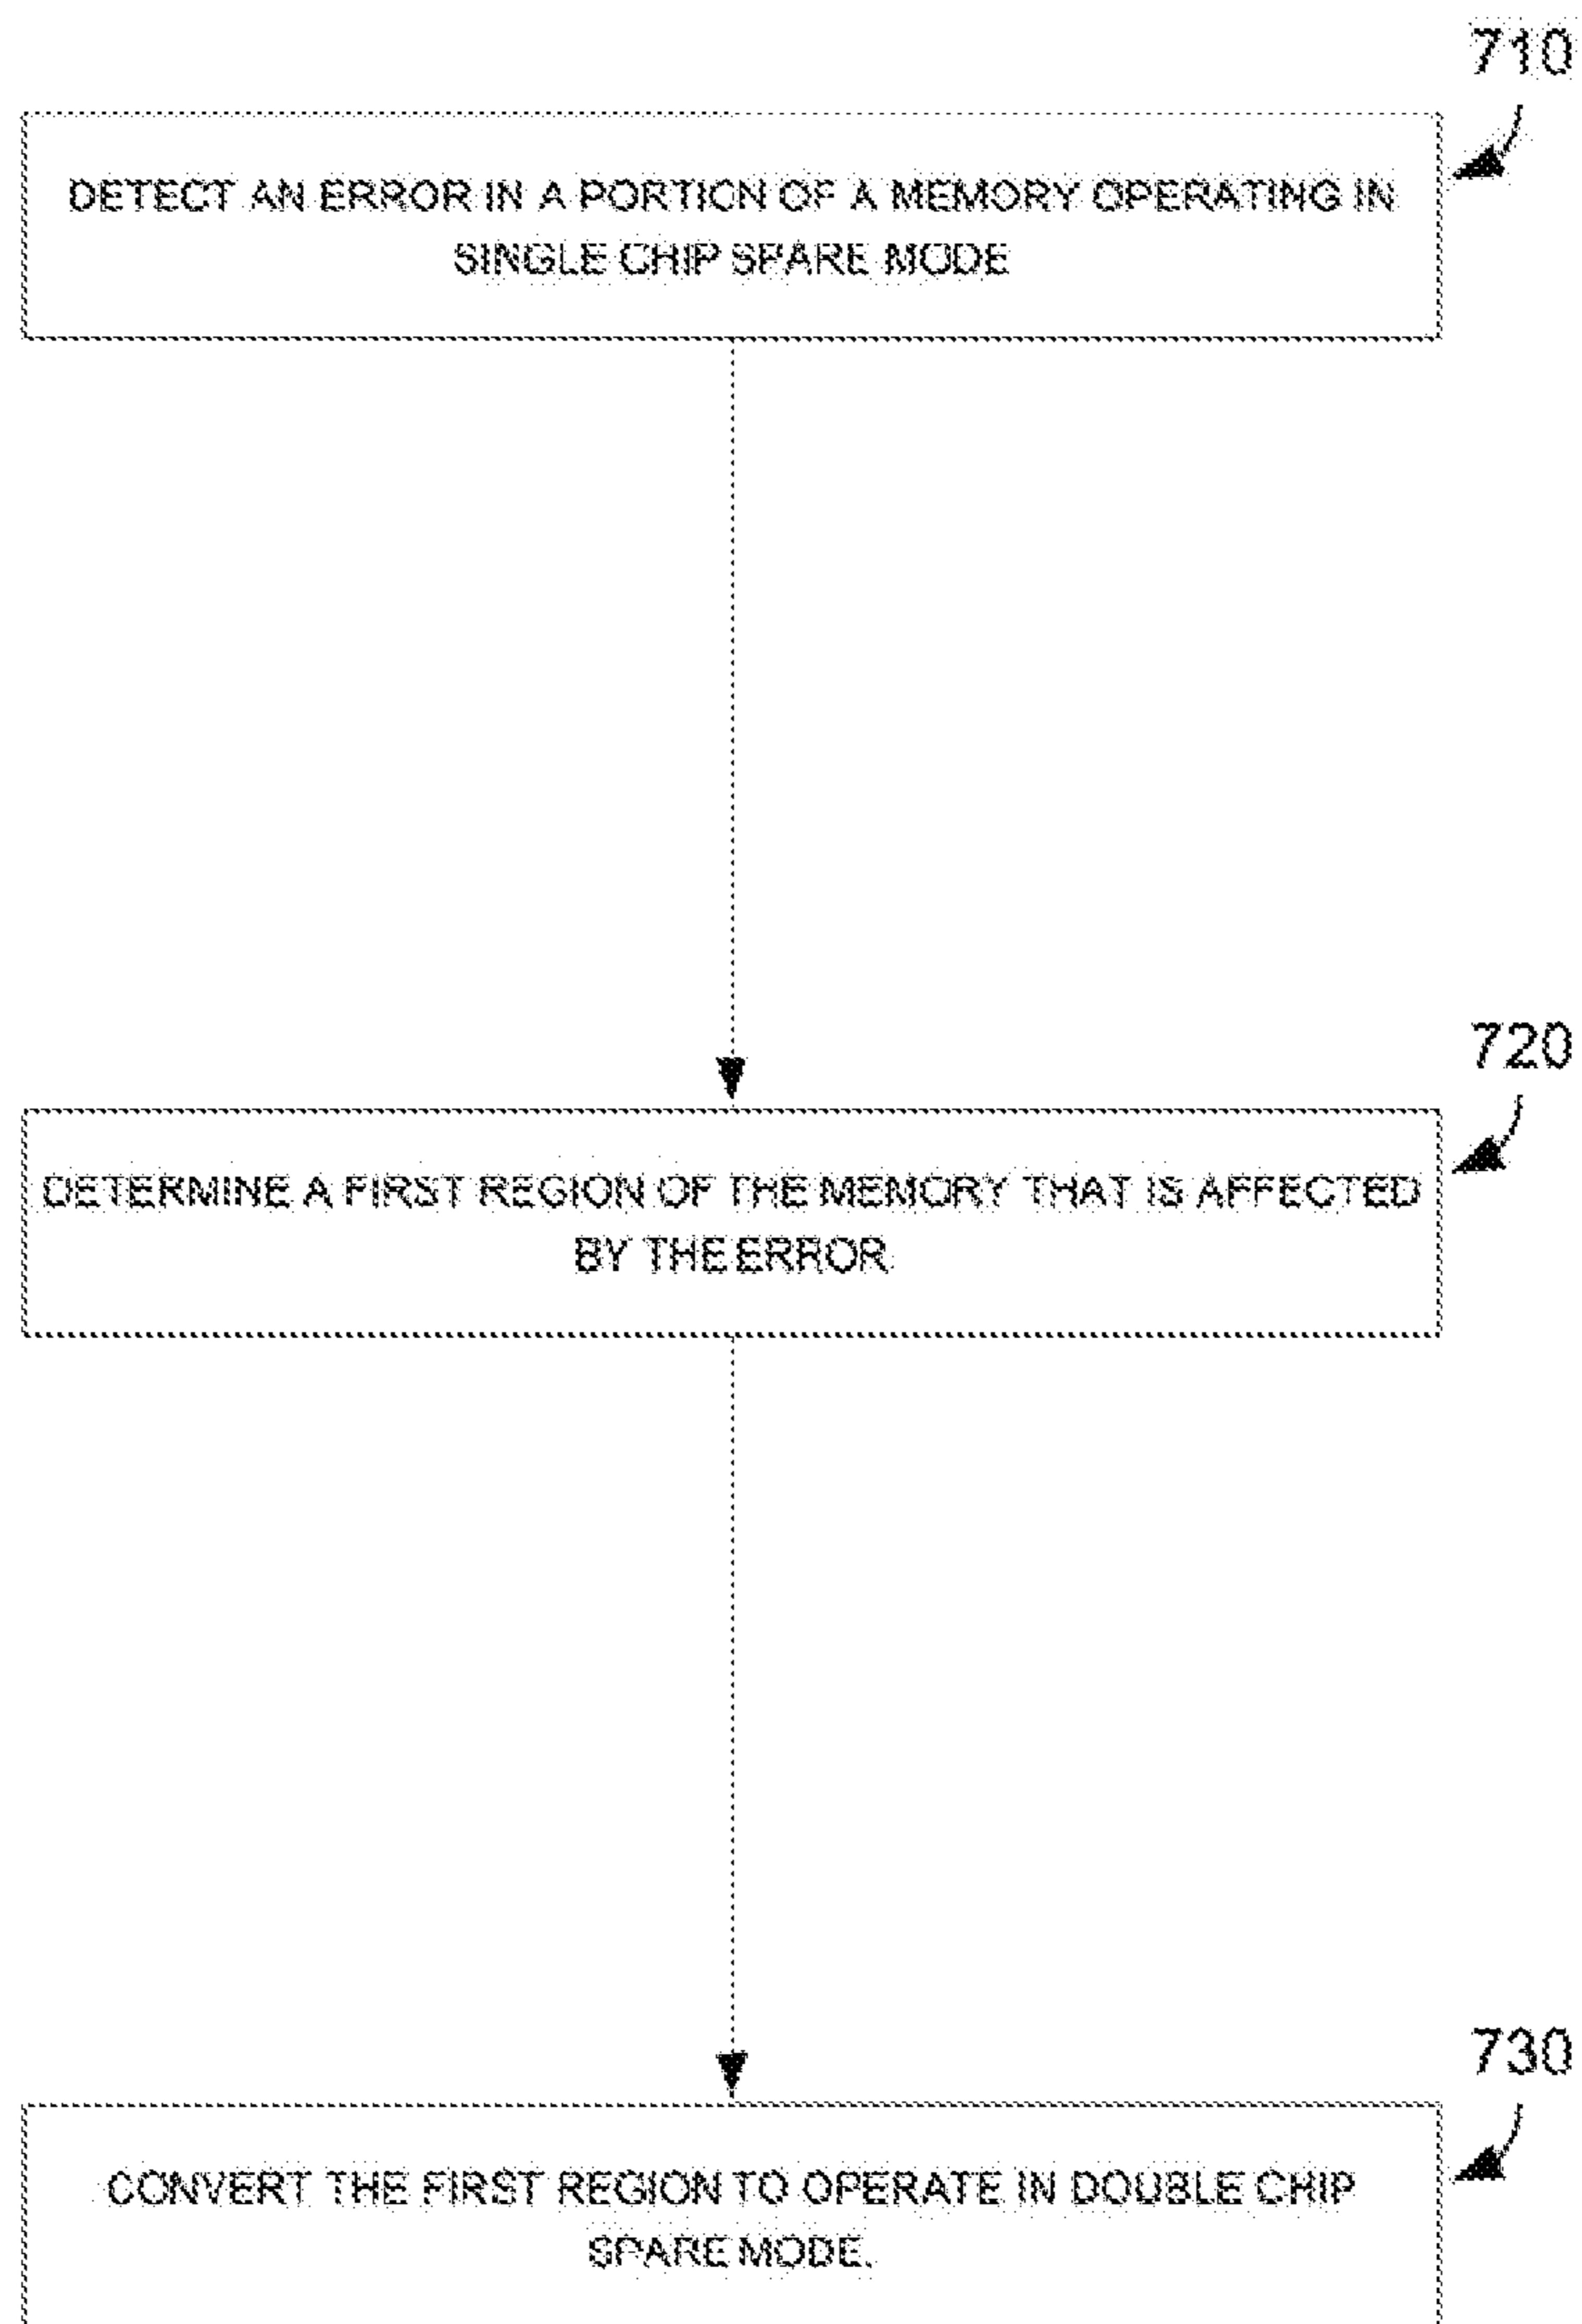 710
DETECT AN ERROR IN A PORTION OF A MEMORY OPERATING IN
SINGLE CHIP SPARE MODE
720
DETERMINE A FIRST REGION OF THE MEMORY THAT IS AFFECTED
BY THE ERROR
730
CONVERT THE FIRST REGION TO OPERATE IN DOUBLE CHIP
SPARE MODE.